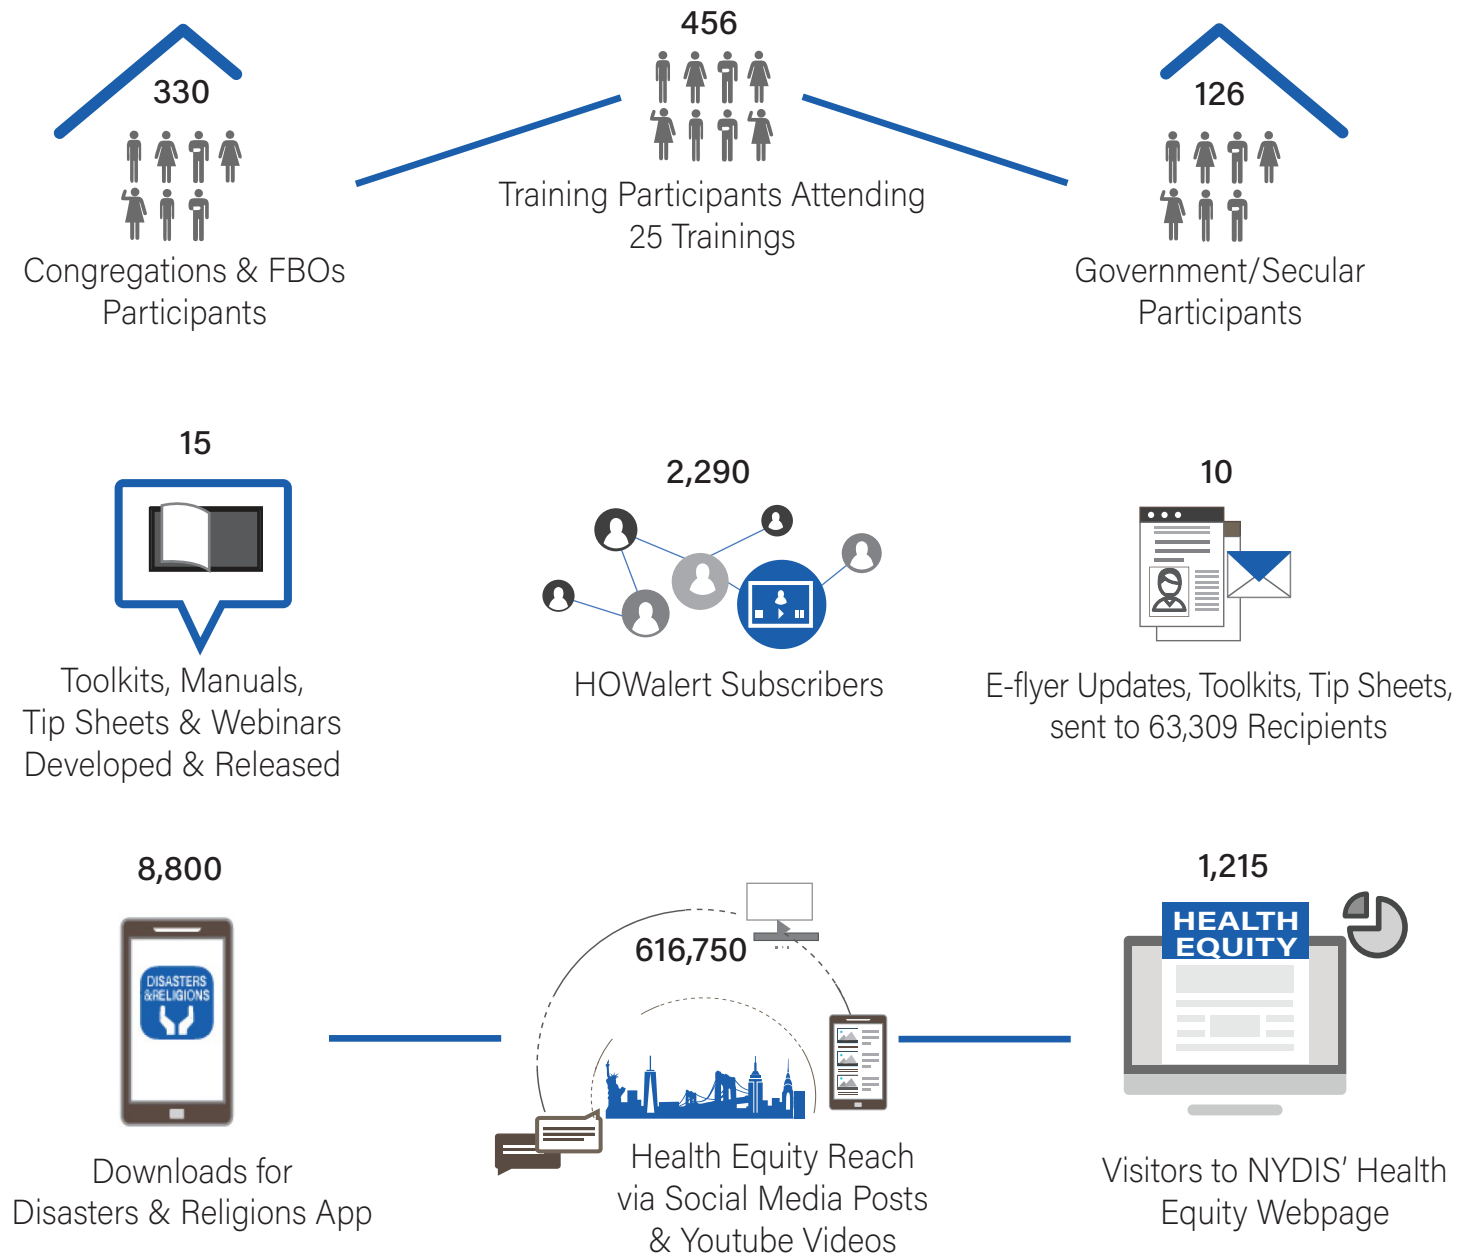 456
Training Participants Attending
25 Trainings
330
Congregations & FBOs
Participants
126
Government/Secular
Participants
15
Toolkits, Manuals,
Tip Sheets & Webinars
Developed & Released
2,290
HOWalert Subscribers
10
E-flyer Updates, Toolkits, Tip Sheets,
sent to 63,309 Recipients
8,800
DISASTERS
&RELIGIONS
Downloads for
Disasters & Religions App
616,750
Health Equity Reach
via Social Media Posts
& Youtube Videos
1,215
HEALTH
EQUITY
Visitors to NYDIS’ Health
Equity Webpage